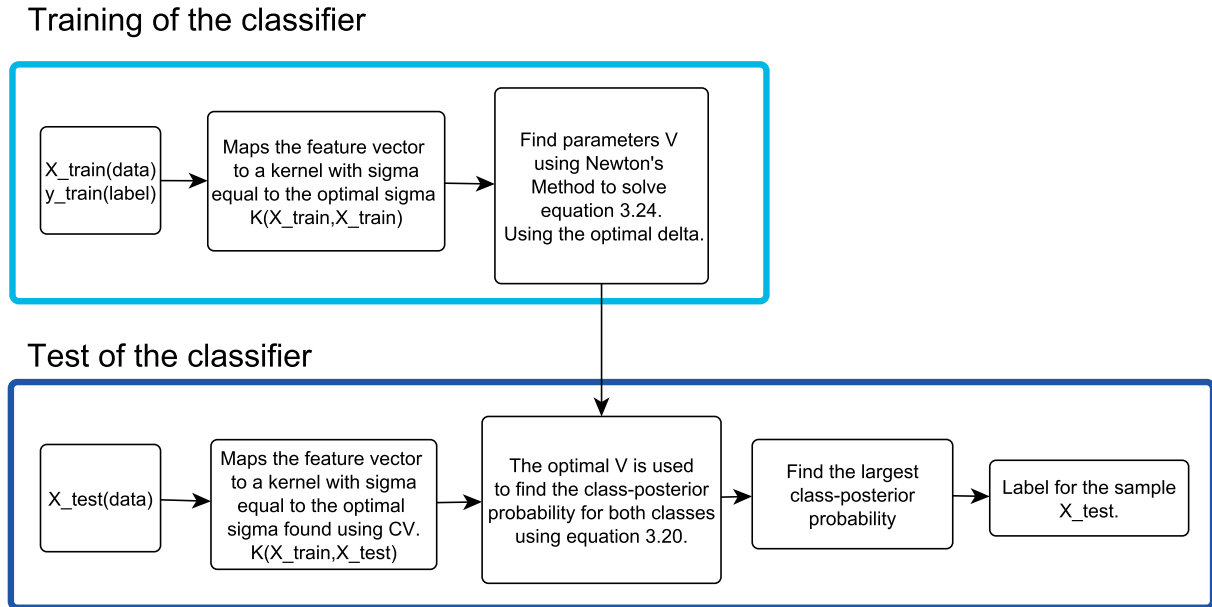 Training of the classifier
X_train(data)
y_train(label)
Maps the feature vector
to a kernel with sigma
equal to the optimal sigma
K(X_train,X_train)
Find parameters V
using Newton's
Method to solve
equation 3.24.
Using the optimal delta.
Test of the classifier
X_test(data)
Maps the feature vector
to a kernel with sigma
equal to the optimal
sigma found using CV.
K(X_train,X_test)
The optimal V is used
to find the class-posterior
probability for both classes
using equation 3.20.
Find the largest
class-posterior
probability
Label for the sample
X_test.